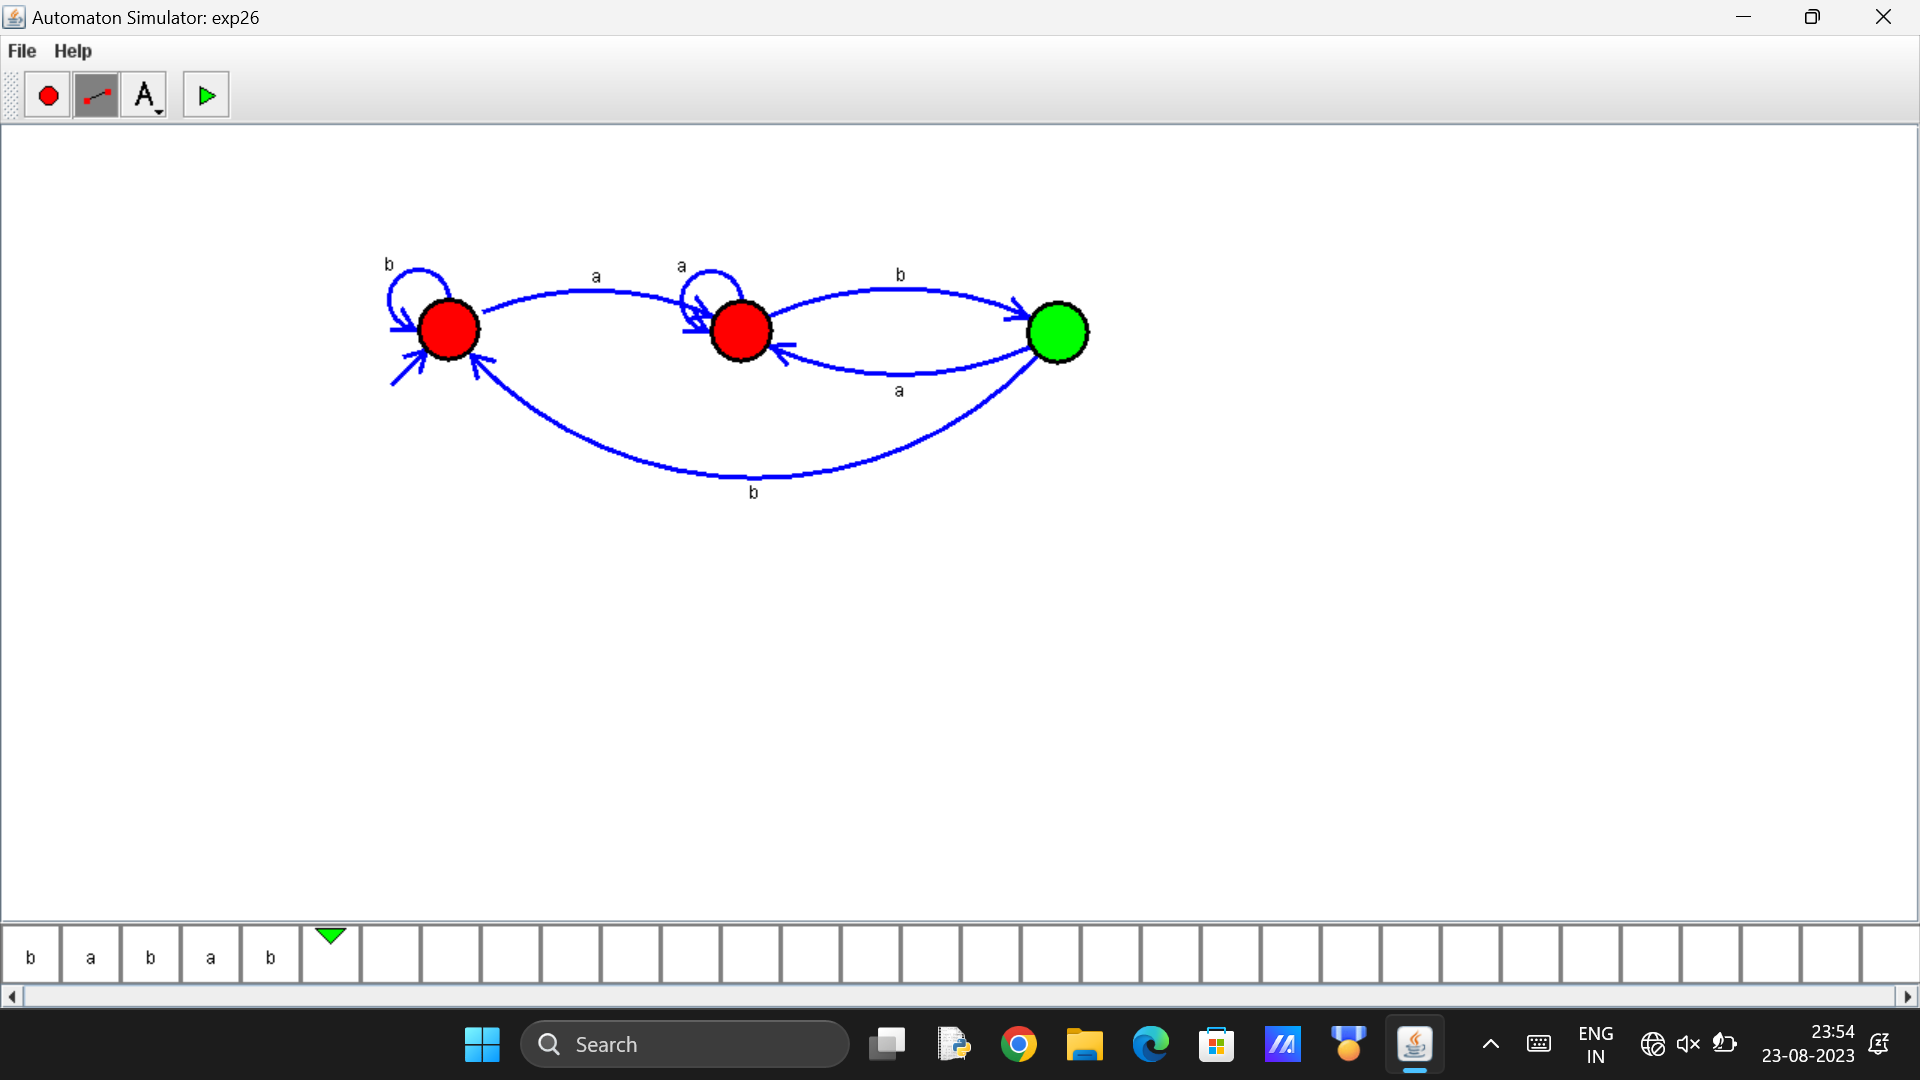 Automaton Simulator: exp26
File Help
A
b
a
a
b
a
b
b a b a b
Search
ENG
IN
23:54
23-08-2023